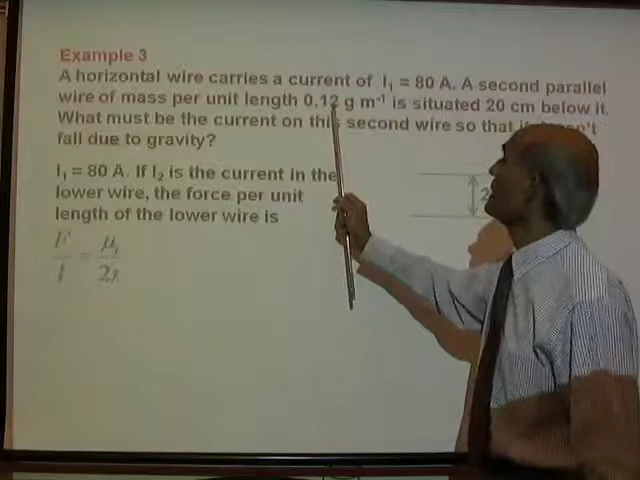 Example 3
A horizontal wire carries a current of I₁ = 80 A. A second parallel
wire of mass per unit length 0.12 g m⁻¹ is situated 20 cm below it.
What must be the current on this second wire so that it doesn't
fall due to gravity?
I₁ = 80 A. If I₂ is the current in the
lower wire, the force per unit
length of the lower wire is
2
F/l = μ